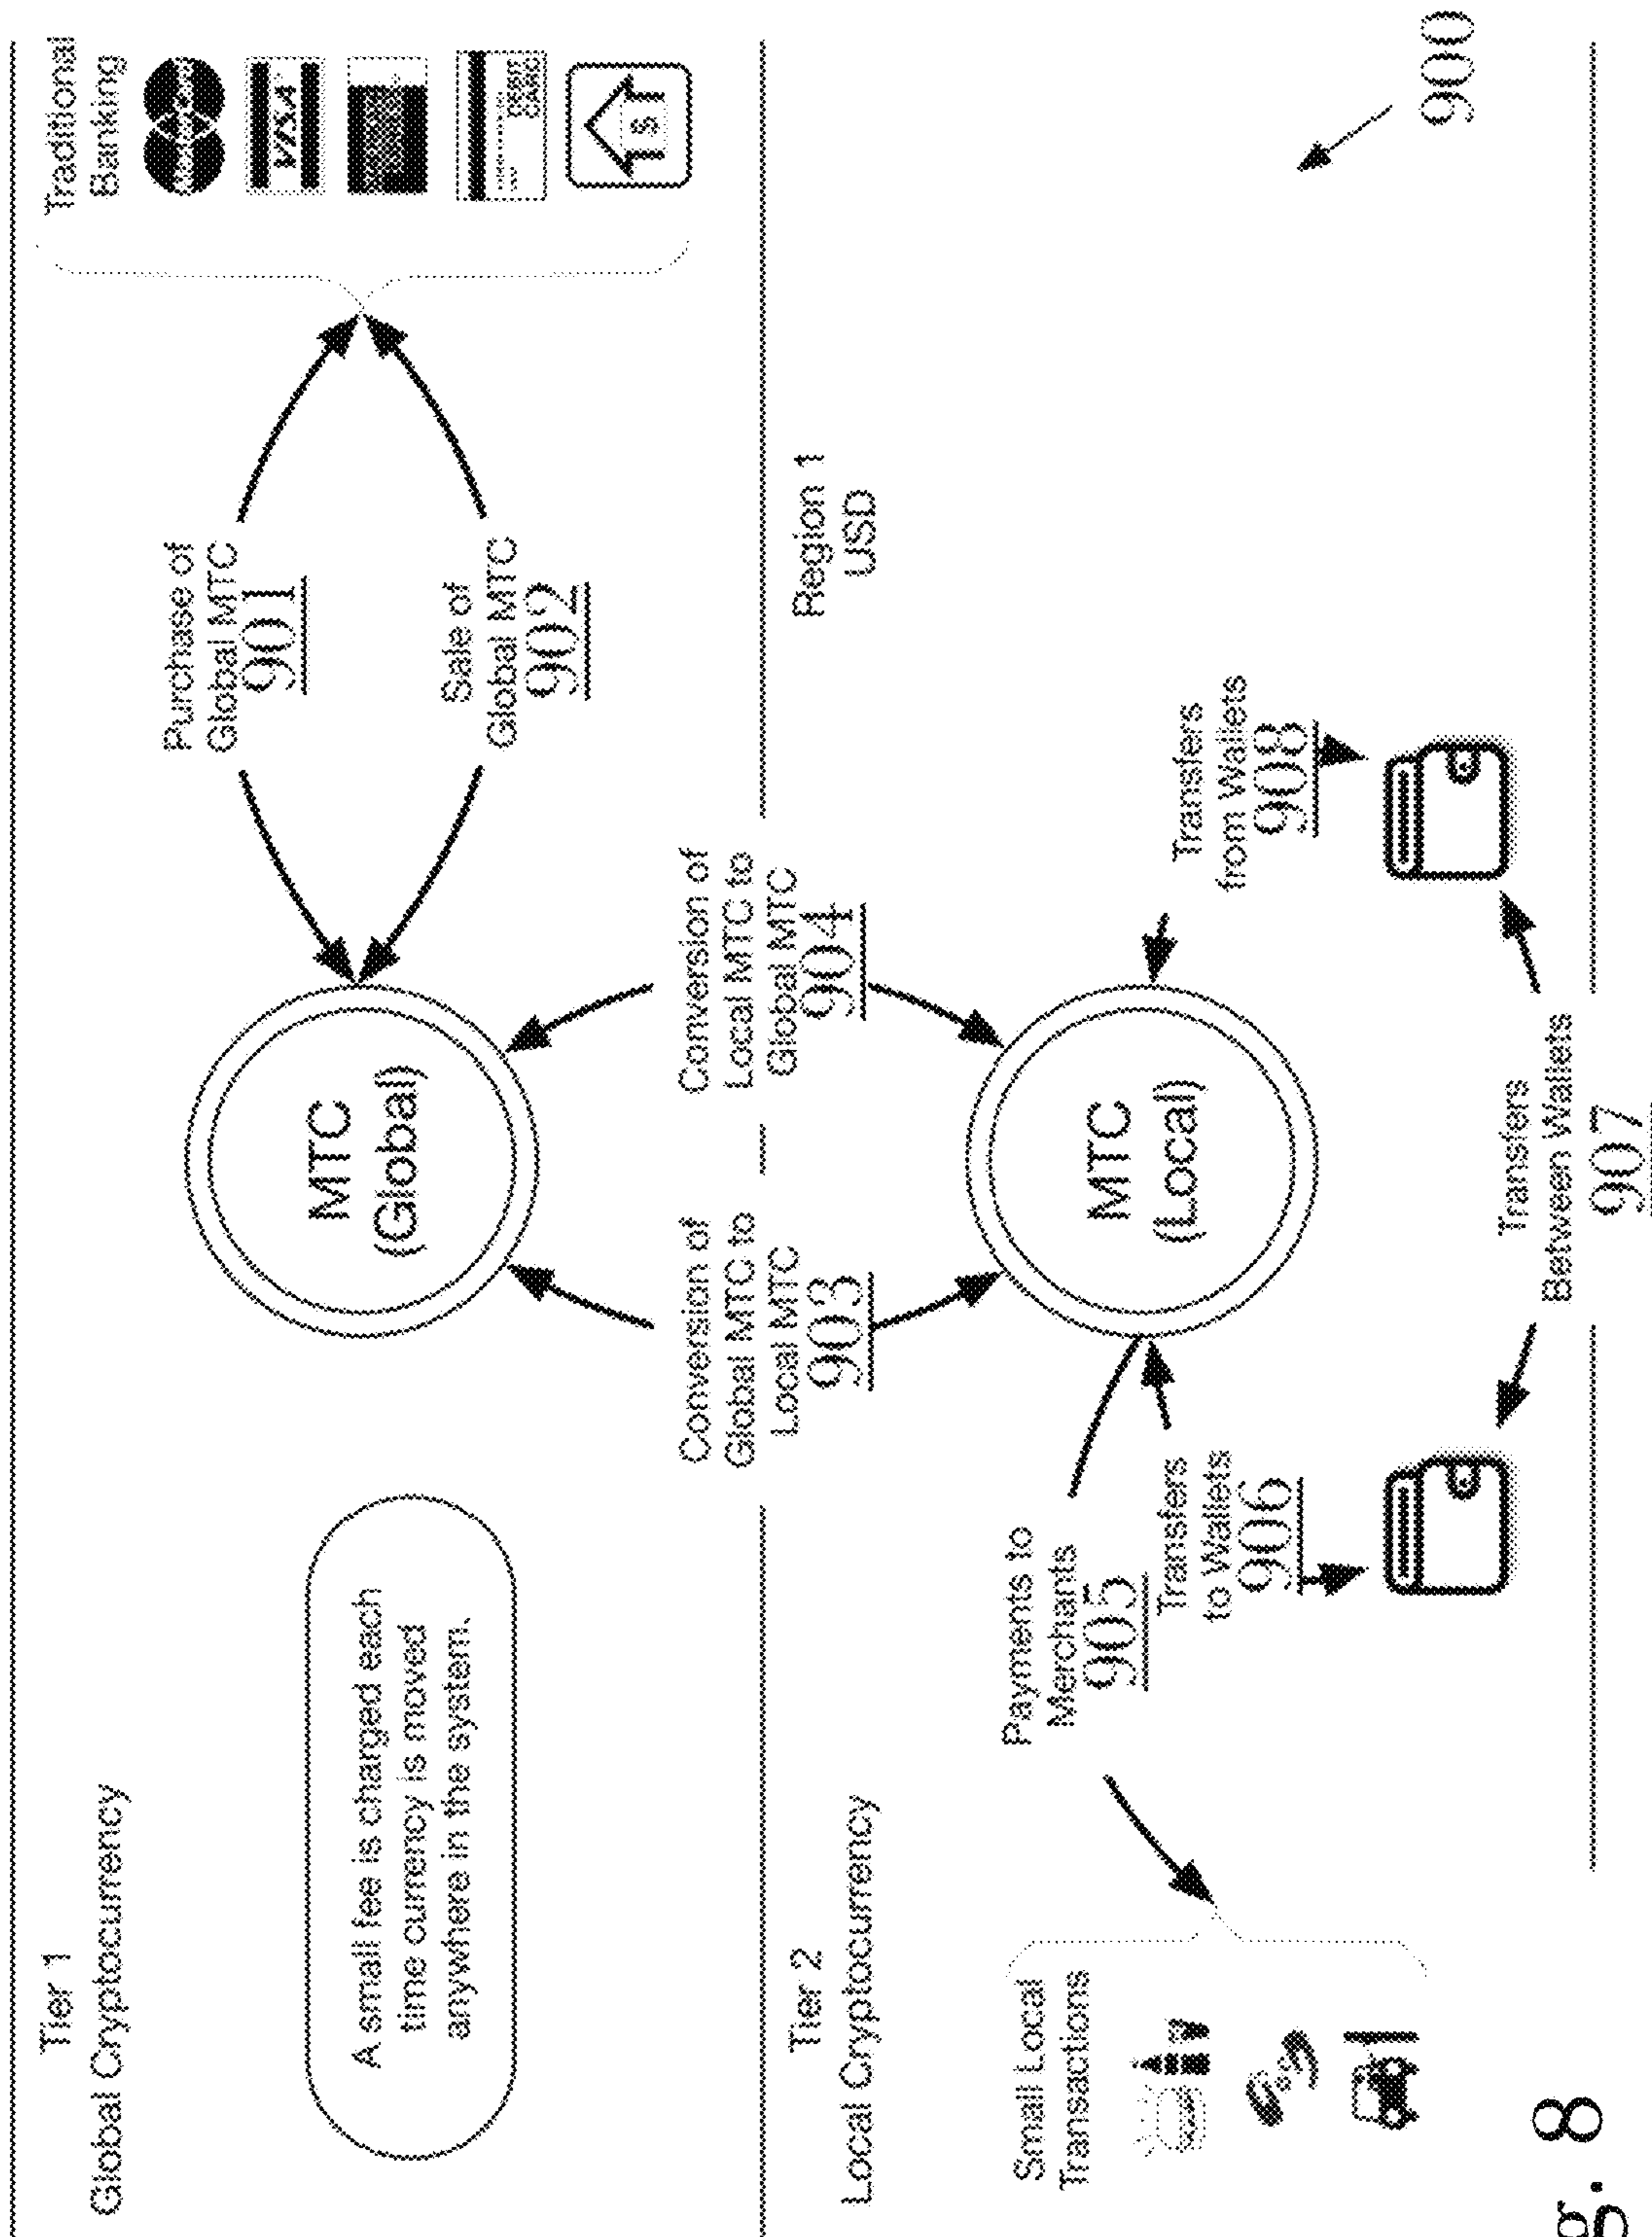 Tier 1
Global Cryptocurrency
A small fee is charged each
time currency is moved
anywhere in the system.
MTC
(Global)
Purchase of
Global MTC
901
Sale of
Global MTC
902
Traditional
Banking
VISA
DEBIT
CARD
$
Conversion of
Global MTC to
Local MTC
903
Conversion of
Local MTC to
Global MTC
904
Tier 2
Local Cryptocurrency
Region 1
USD
Small Local
Transactions
Payments to
Merchants
905
Transfers
to Wallets
906
MTC
(Local)
Transfers
from Wallets
908
Transfers
Between Wallets
907
900
g. 8